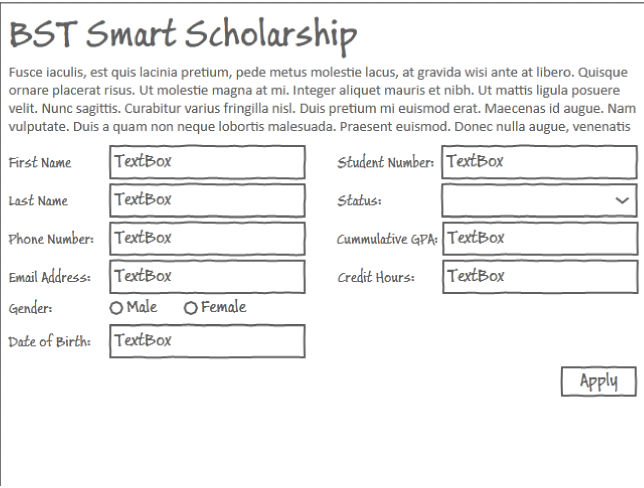 BST Smart Scholarship
Fusce iaculis, est quis lacinia pretium, pede metus molestie lacus, at gravida wisi ante at libero. Quisque
ornare placerat risus. Ut molestie magna at mi. Integer aliquet mauris et nibh. Ut mattis ligula posuere
velit. Nunc sagittis. Curabitur varius fringilla nisl. Duis pretium mi euismod erat. Maecenas id augue. Nam
vulputate. Duis a quam non neque lobortis malesuada. Praesent euismod. Donec nulla augue, venenatis
First Name TextBox Student Number: TextBox
Last Name TextBox Status:
Phone Number: TextBox Cummulative GPA: TextBox
Email Address: TextBox Credit Hours: TextBox
Gender: Male Female
Date of Birth: TextBox
Apply